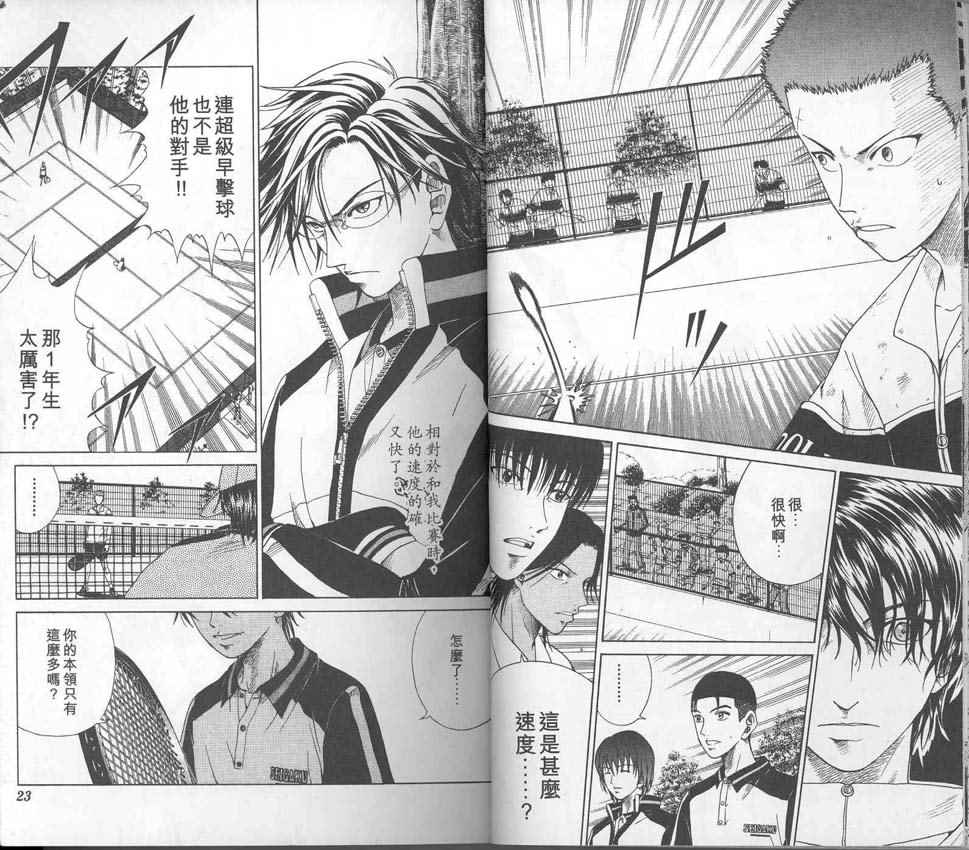 很…
很快啊…
………
這是甚麼
速度………?
連超級早擊球
也不是
他的對手!!
那1年生
太厲害了!?
相對於和我比賽時,
他的速度的確
又快了。
………
怎麼了……
你的本領只有
這麼多嗎?
SEIGAKU
SEIGAKU
23